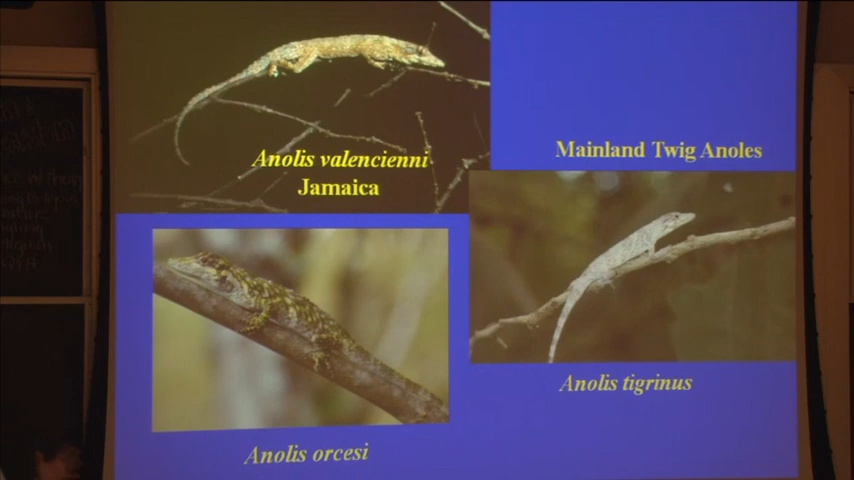 Anolis valencienni
Jamaica
Mainland Twig Anoles
Anolis tigrinus
Anolis orcesi